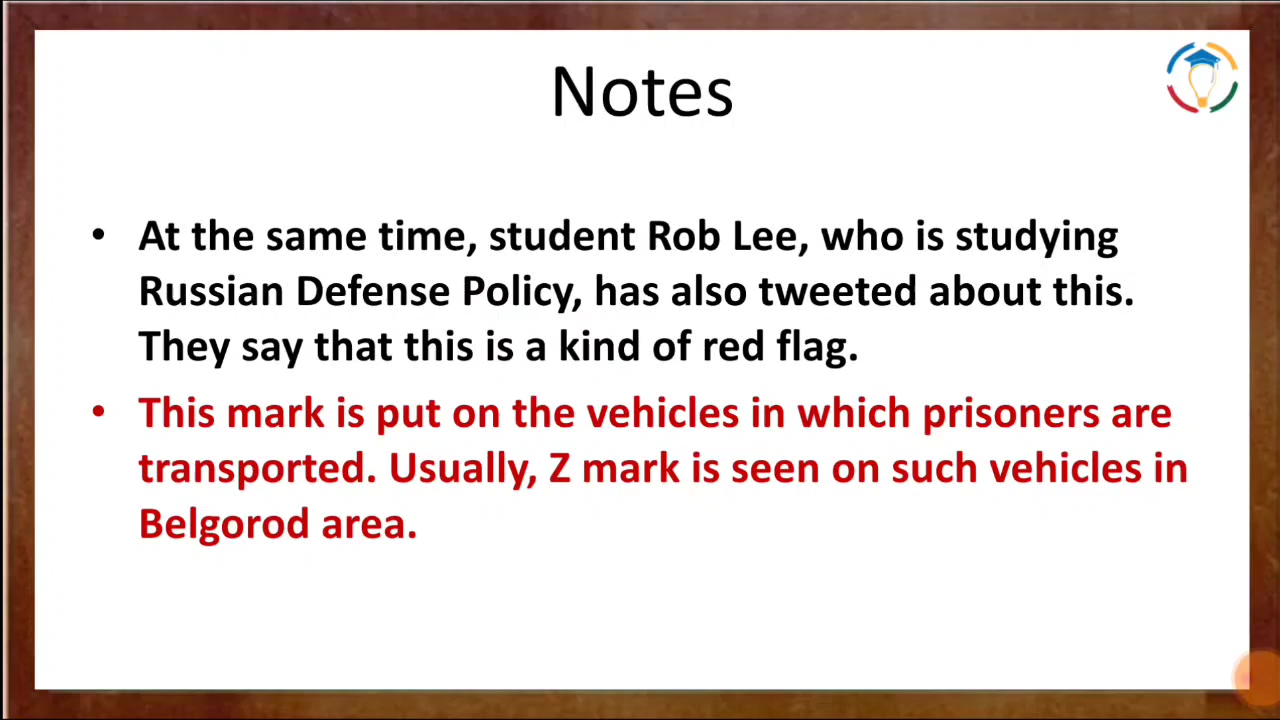 Notes
• At the same time, student Rob Lee, who is studying
Russian Defense Policy, has also tweeted about this.
They say that this is a kind of red flag.
• This mark is put on the vehicles in which prisoners are
transported. Usually, Z mark is seen on such vehicles in
Belgorod area.